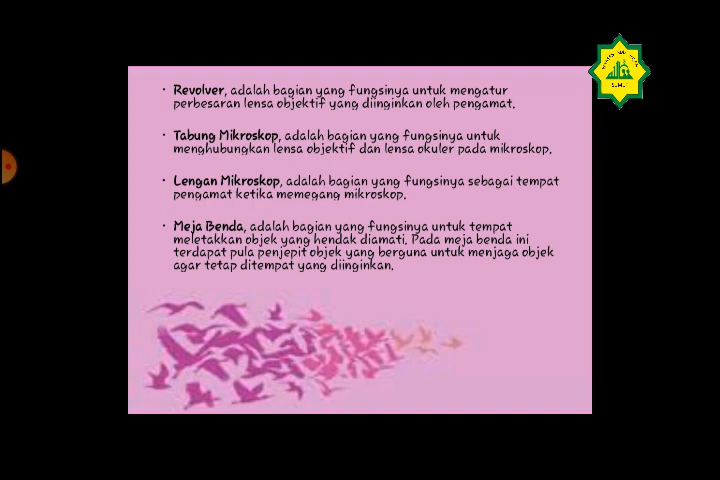 • Revolver, adalah bagian yang fungsinya untuk mengatur
perbesaran lensa objektif yang diinginkan oleh pengamat.
• Tabung Mikroskop, adalah bagian yang fungsinya untuk
menghubungkan lensa objektif dan lensa okuler pada mikroskop.
• Lengan Mikroskop, adalah bagian yang fungsinya sebagai tempat
pengamat ketika memegang mikroskop.
• Meja Benda, adalah bagian yang fungsinya untuk tempat
meletakkan objek yang hendak diamati. Pada meja benda ini
terdapat pula penjepit objek yang berguna untuk menjaga objek
agar tetap ditempat yang diinginkan.